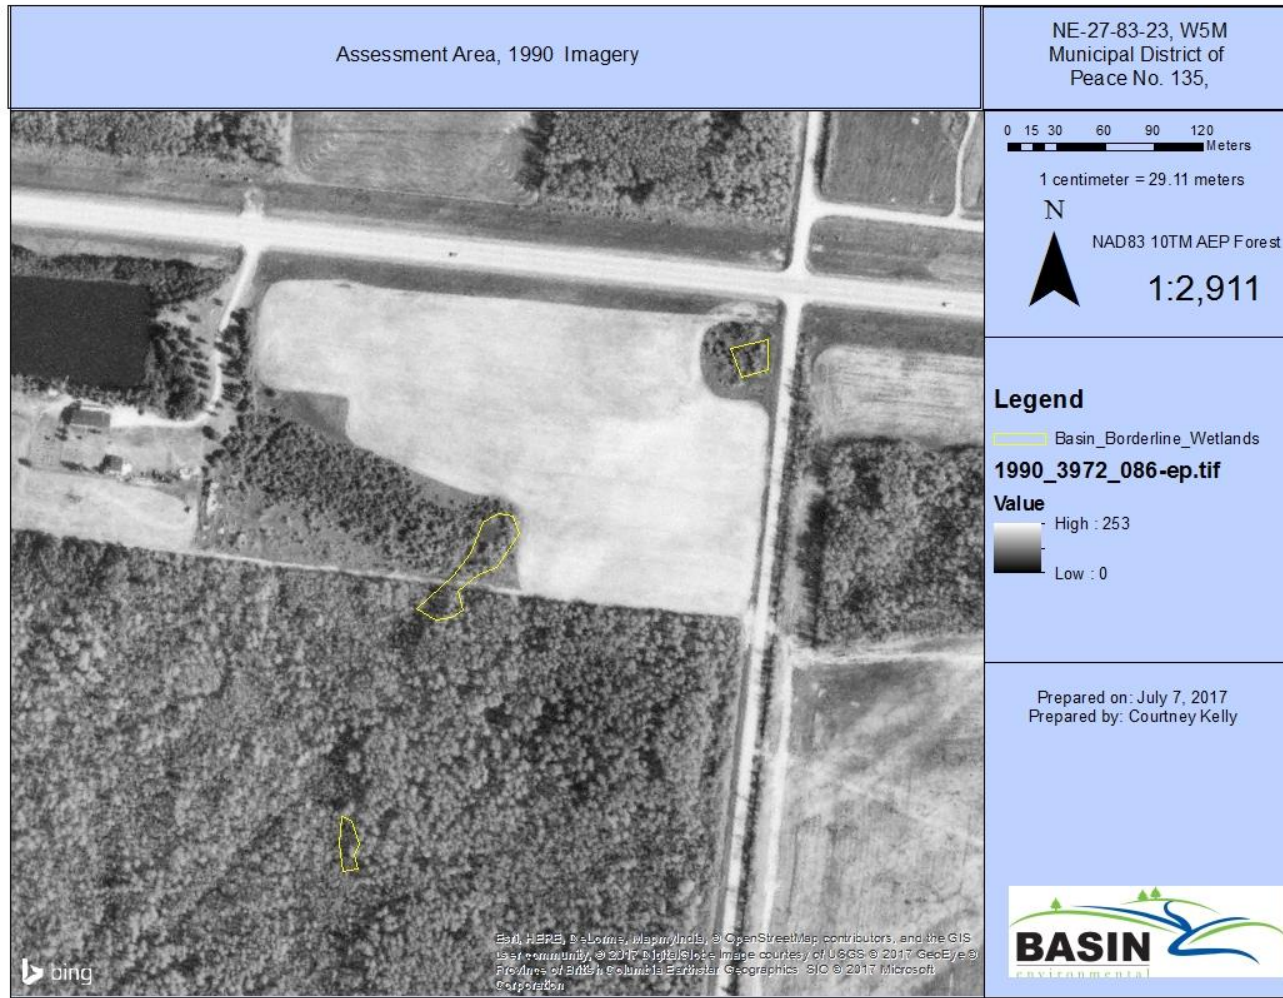 Assessment Area, 1990 Imagery
NE-27-83-23, W5M
Municipal District of
Peace No. 135,
0 15 30 60 90 120
Meters
1 centimeter = 29.11 meters
N
NAD83 10TM AEP Forest
1:2,911
Legend
Basin_Borderline_Wetlands
1990_3972_086-ep.tif
Value
High : 253
Low : 0
Prepared on: July 7, 2017
Prepared by: Courtney Kelly
BASIN
environmental
Esri, HERE, DeLorme, MapmyIndia, © OpenStreetMap contributors, and the GIS
user community, © 2017 DigitalGlobe Image courtesy of USGS © 2017 GeoEye ©
Province of British Columbia Earthstar Geographics SIO © 2017 Microsoft
Corporation
bing